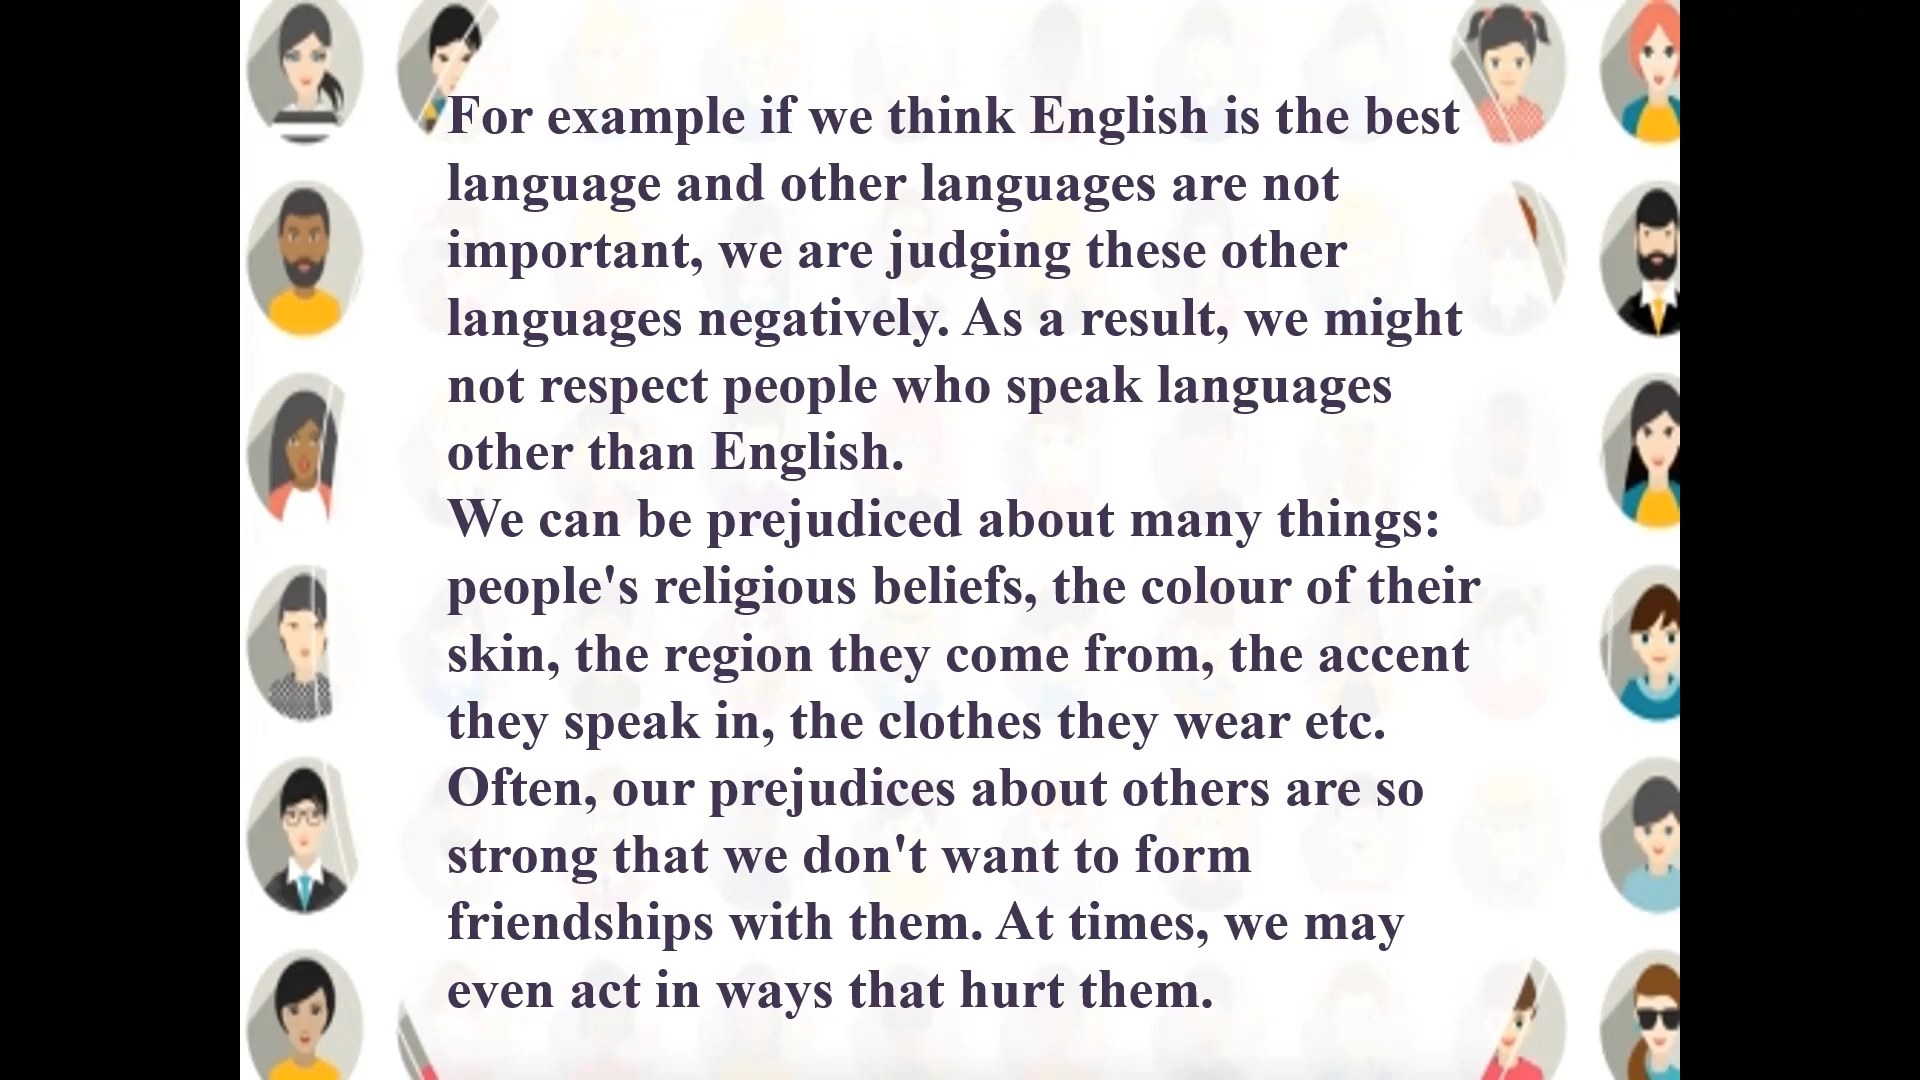 For example if we think English is the best
language and other languages are not
important, we are judging these other
languages negatively. As a result, we might
not respect people who speak languages
other than English.
We can be prejudiced about many things:
people's religious beliefs, the colour of their
skin, the region they come from, the accent
they speak in, the clothes they wear etc.
Often, our prejudices about others are so
strong that we don't want to form
friendships with them. At times, we may
even act in ways that hurt them.